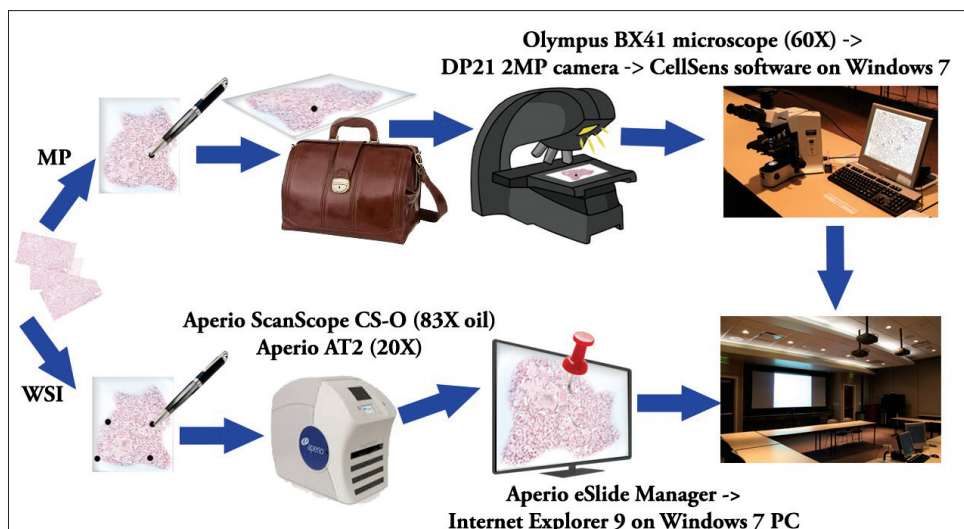 Olympus BX41 microscope (60X) ->
DP21 2MP camera -> CellSens software on Windows 7
MP
WSI
Aperio ScanScope CS-O (83X oil)
Aperio AT2 (20X)
aperio
Aperio eSlide Manager ->
Internet Explorer 9 on Windows 7 PC